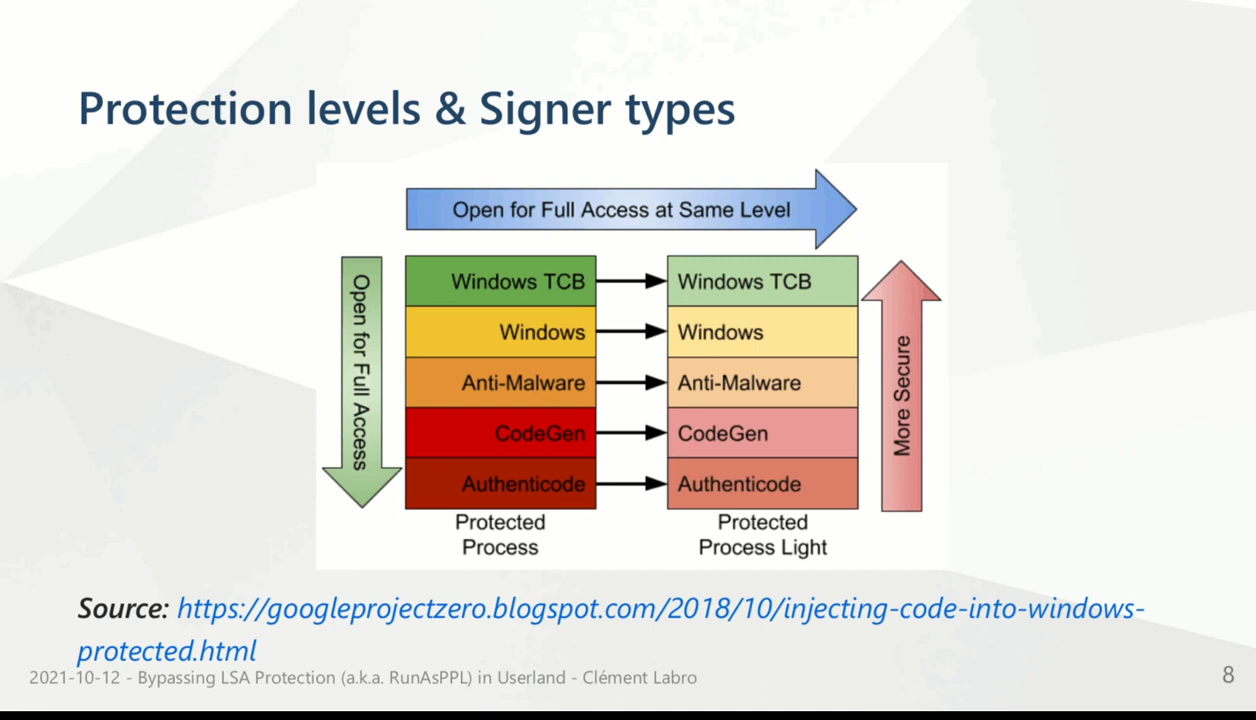 Protection levels & Signer types
Open for Full Access at Same Level
Open for Full Access
Windows TCB
Windows TCB
Windows
Windows
Anti-Malware
Anti-Malware
CodeGen
CodeGen
Authenticode
Authenticode
More Secure
Protected
Process
Protected
Process Light
Source: https://googleprojectzero.blogspot.com/2018/10/injecting-code-into-windows-
protected.html
2021-10-12 - Bypassing LSA Protection (a.k.a. RunAsPPL) in Userland - Clément Labro
8